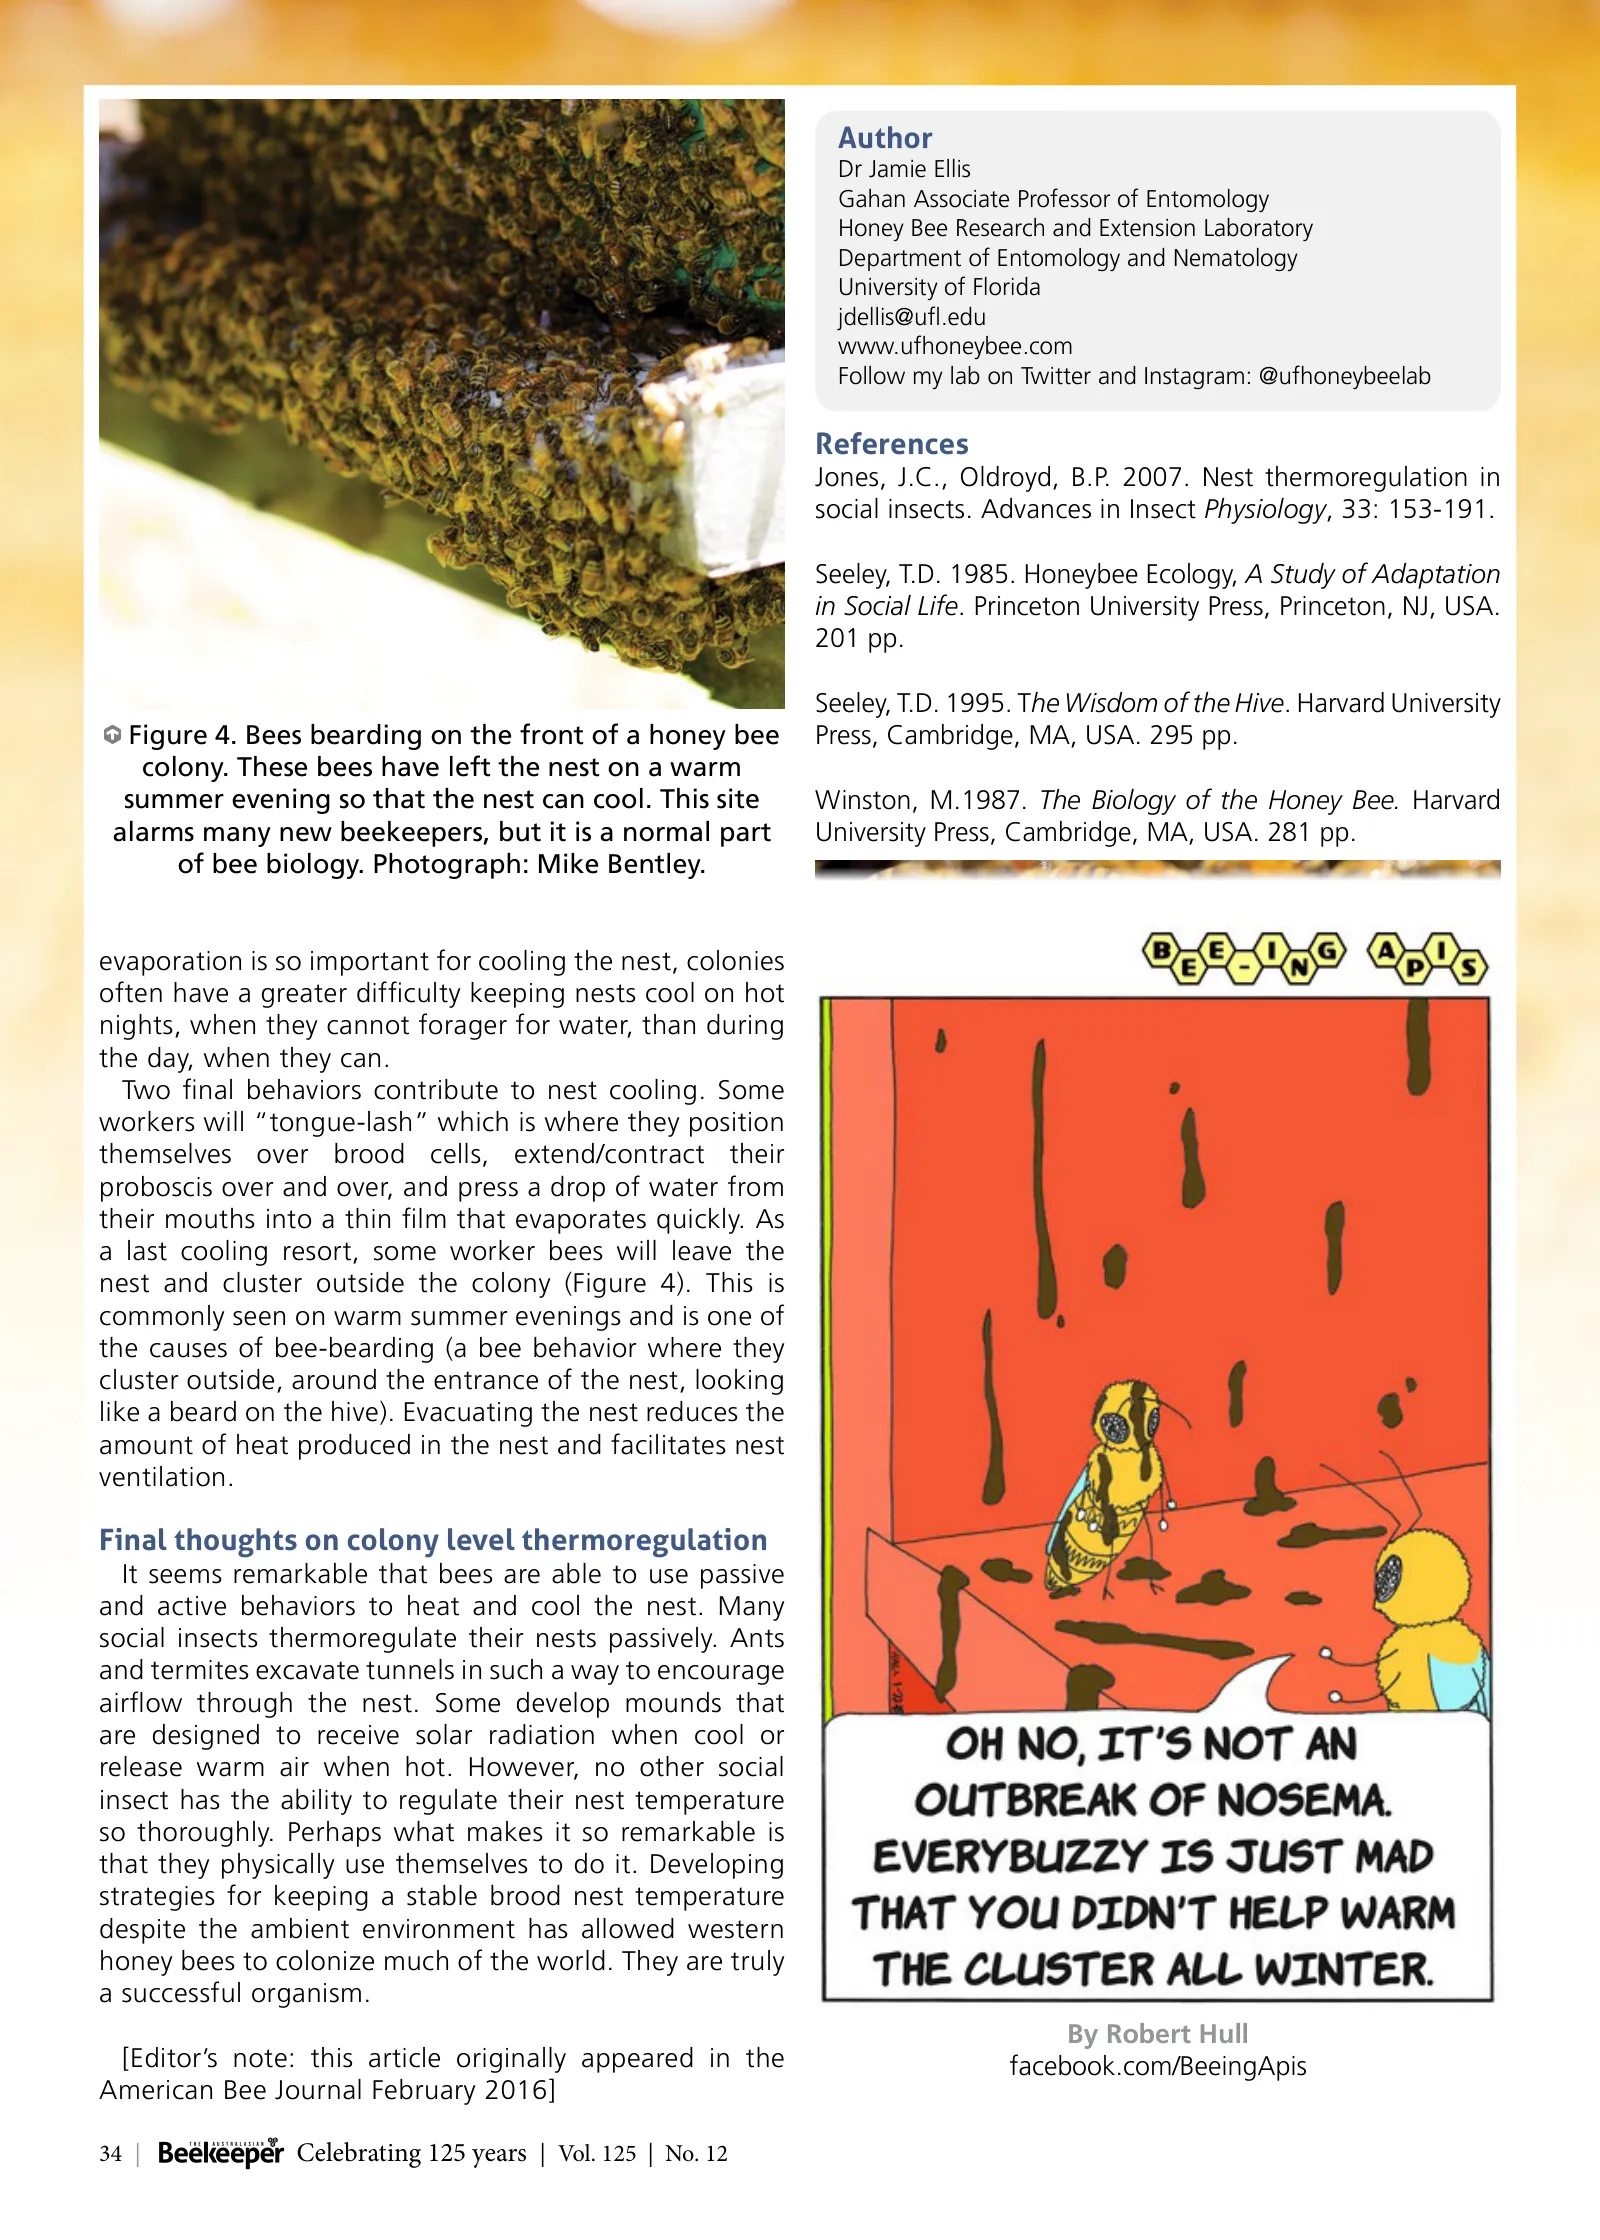 Figure 4. Bees bearding on the front of a honey bee
colony. These bees have left the nest on a warm
summer evening so that the nest can cool. This site
alarms many new beekeepers, but it is a normal part
of bee biology. Photograph: Mike Bentley.
evaporation is so important for cooling the nest, colonies
often have a greater difficulty keeping nests cool on hot
nights, when they cannot forager for water, than during
the day, when they can.
Two final behaviors contribute to nest cooling. Some
workers will “tongue-lash” which is where they position
themselves over brood cells, extend/contract their
proboscis over and over, and press a drop of water from
their mouths into a thin film that evaporates quickly. As
a last cooling resort, some worker bees will leave the
nest and cluster outside the colony (Figure 4). This is
commonly seen on warm summer evenings and is one of
the causes of bee-bearding (a bee behavior where they
cluster outside, around the entrance of the nest, looking
like a beard on the hive). Evacuating the nest reduces the
amount of heat produced in the nest and facilitates nest
ventilation.
Final thoughts on colony level thermoregulation
It seems remarkable that bees are able to use passive
and active behaviors to heat and cool the nest. Many
social insects thermoregulate their nests passively. Ants
and termites excavate tunnels in such a way to encourage
airflow through the nest. Some develop mounds that
are designed to receive solar radiation when cool or
release warm air when hot. However, no other social
insect has the ability to regulate their nest temperature
so thoroughly. Perhaps what makes it so remarkable is
that they physically use themselves to do it. Developing
strategies for keeping a stable brood nest temperature
despite the ambient environment has allowed western
honey bees to colonize much of the world. They are truly
a successful organism.
[Editor’s note: this article originally appeared in the
American Bee Journal February 2016]
Author
Dr Jamie Ellis
Gahan Associate Professor of Entomology
Honey Bee Research and Extension Laboratory
Department of Entomology and Nematology
University of Florida
jdellis@ufl.edu
www.ufhoneybee.com
Follow my lab on Twitter and Instagram: @ufhoneybeelab
References
Jones, J.C., Oldroyd, B.P. 2007. Nest thermoregulation in
social insects. Advances in Insect Physiology, 33: 153-191.
Seeley, T.D. 1985. Honeybee Ecology, A Study of Adaptation
in Social Life. Princeton University Press, Princeton, NJ, USA.
201 pp.
Seeley, T.D. 1995. The Wisdom of the Hive. Harvard University
Press, Cambridge, MA, USA. 295 pp.
Winston, M.1987. The Biology of the Honey Bee. Harvard
University Press, Cambridge, MA, USA. 281 pp.
BEE-ING APIS
OH NO, IT’S NOT AN
OUTBREAK OF NOSEMA.
EVERYBUZZY IS JUST MAD
THAT YOU DIDN’T HELP WARM
THE CLUSTER ALL WINTER.
By Robert Hull
facebook.com/BeeingApis
34 | THE AUSTRALASIAN Beekeeper Celebrating 125 years | Vol. 125 | No. 12